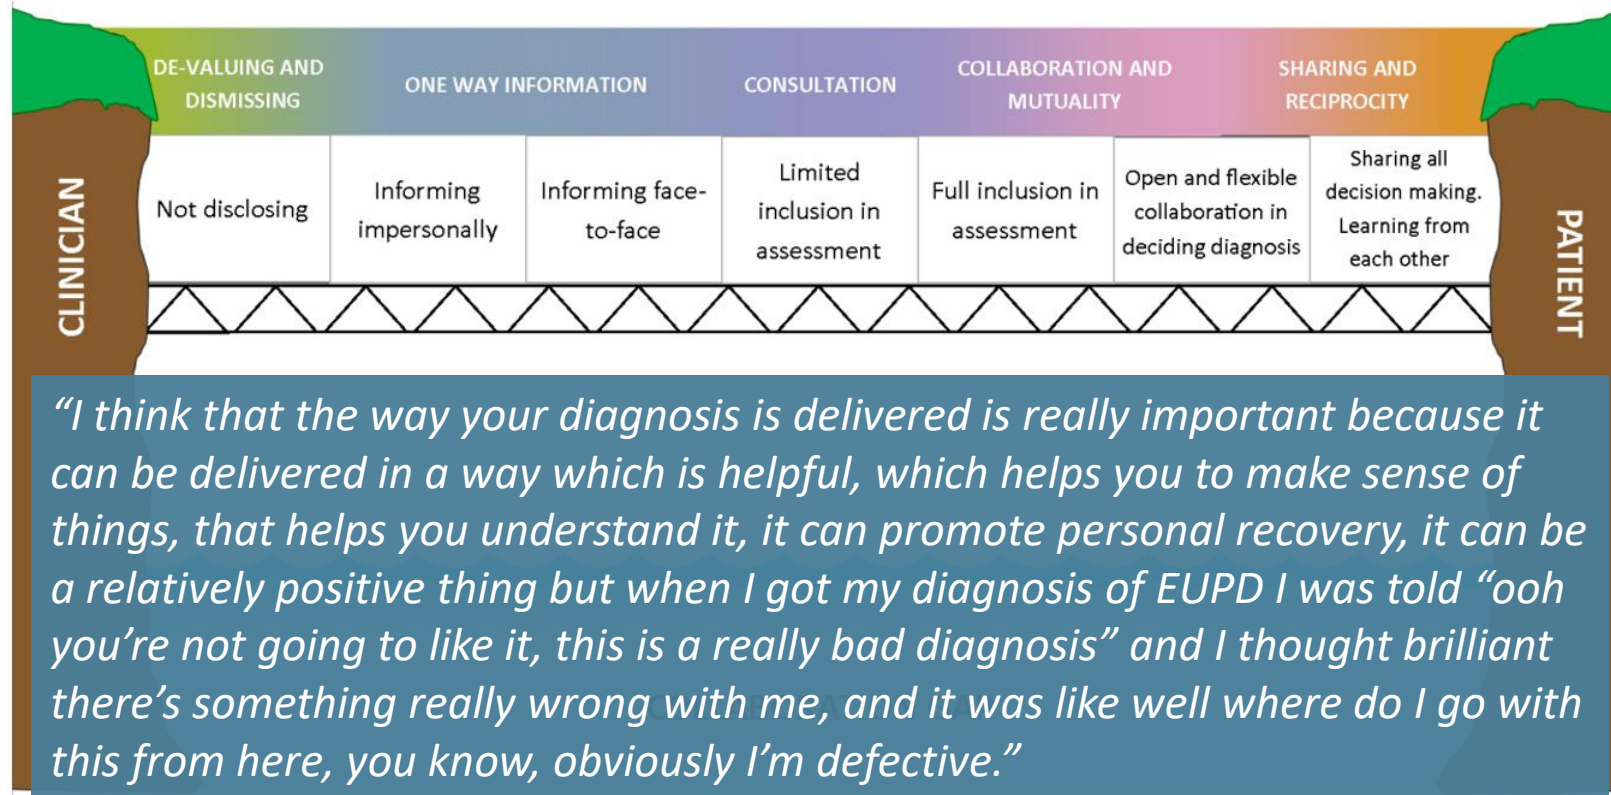 DE-VALUING AND
DISMISSING
ONE WAY INFORMATION
CONSULTATION
COLLABORATION AND
MUTUALITY
SHARING AND
RECIPROCITY
CLINICIAN
Not disclosing
Informing
impersonally
Informing face-
to-face
Limited
inclusion in
assessment
Full inclusion in
assessment
Open and flexible
collaboration in
deciding diagnosis
Sharing all
decision making.
Learning from
each other
PATIENT
“I think that the way your diagnosis is delivered is really important because it
can be delivered in a way which is helpful, which helps you to make sense of
things, that helps you understand it, it can promote personal recovery, it can be
a relatively positive thing but when I got my diagnosis of EUPD I was told “ooh
you’re not going to like it, this is a really bad diagnosis” and I thought brilliant
there’s something really wrong with me, and it was like well where do I go with
this from here, you know, obviously I’m defective.”